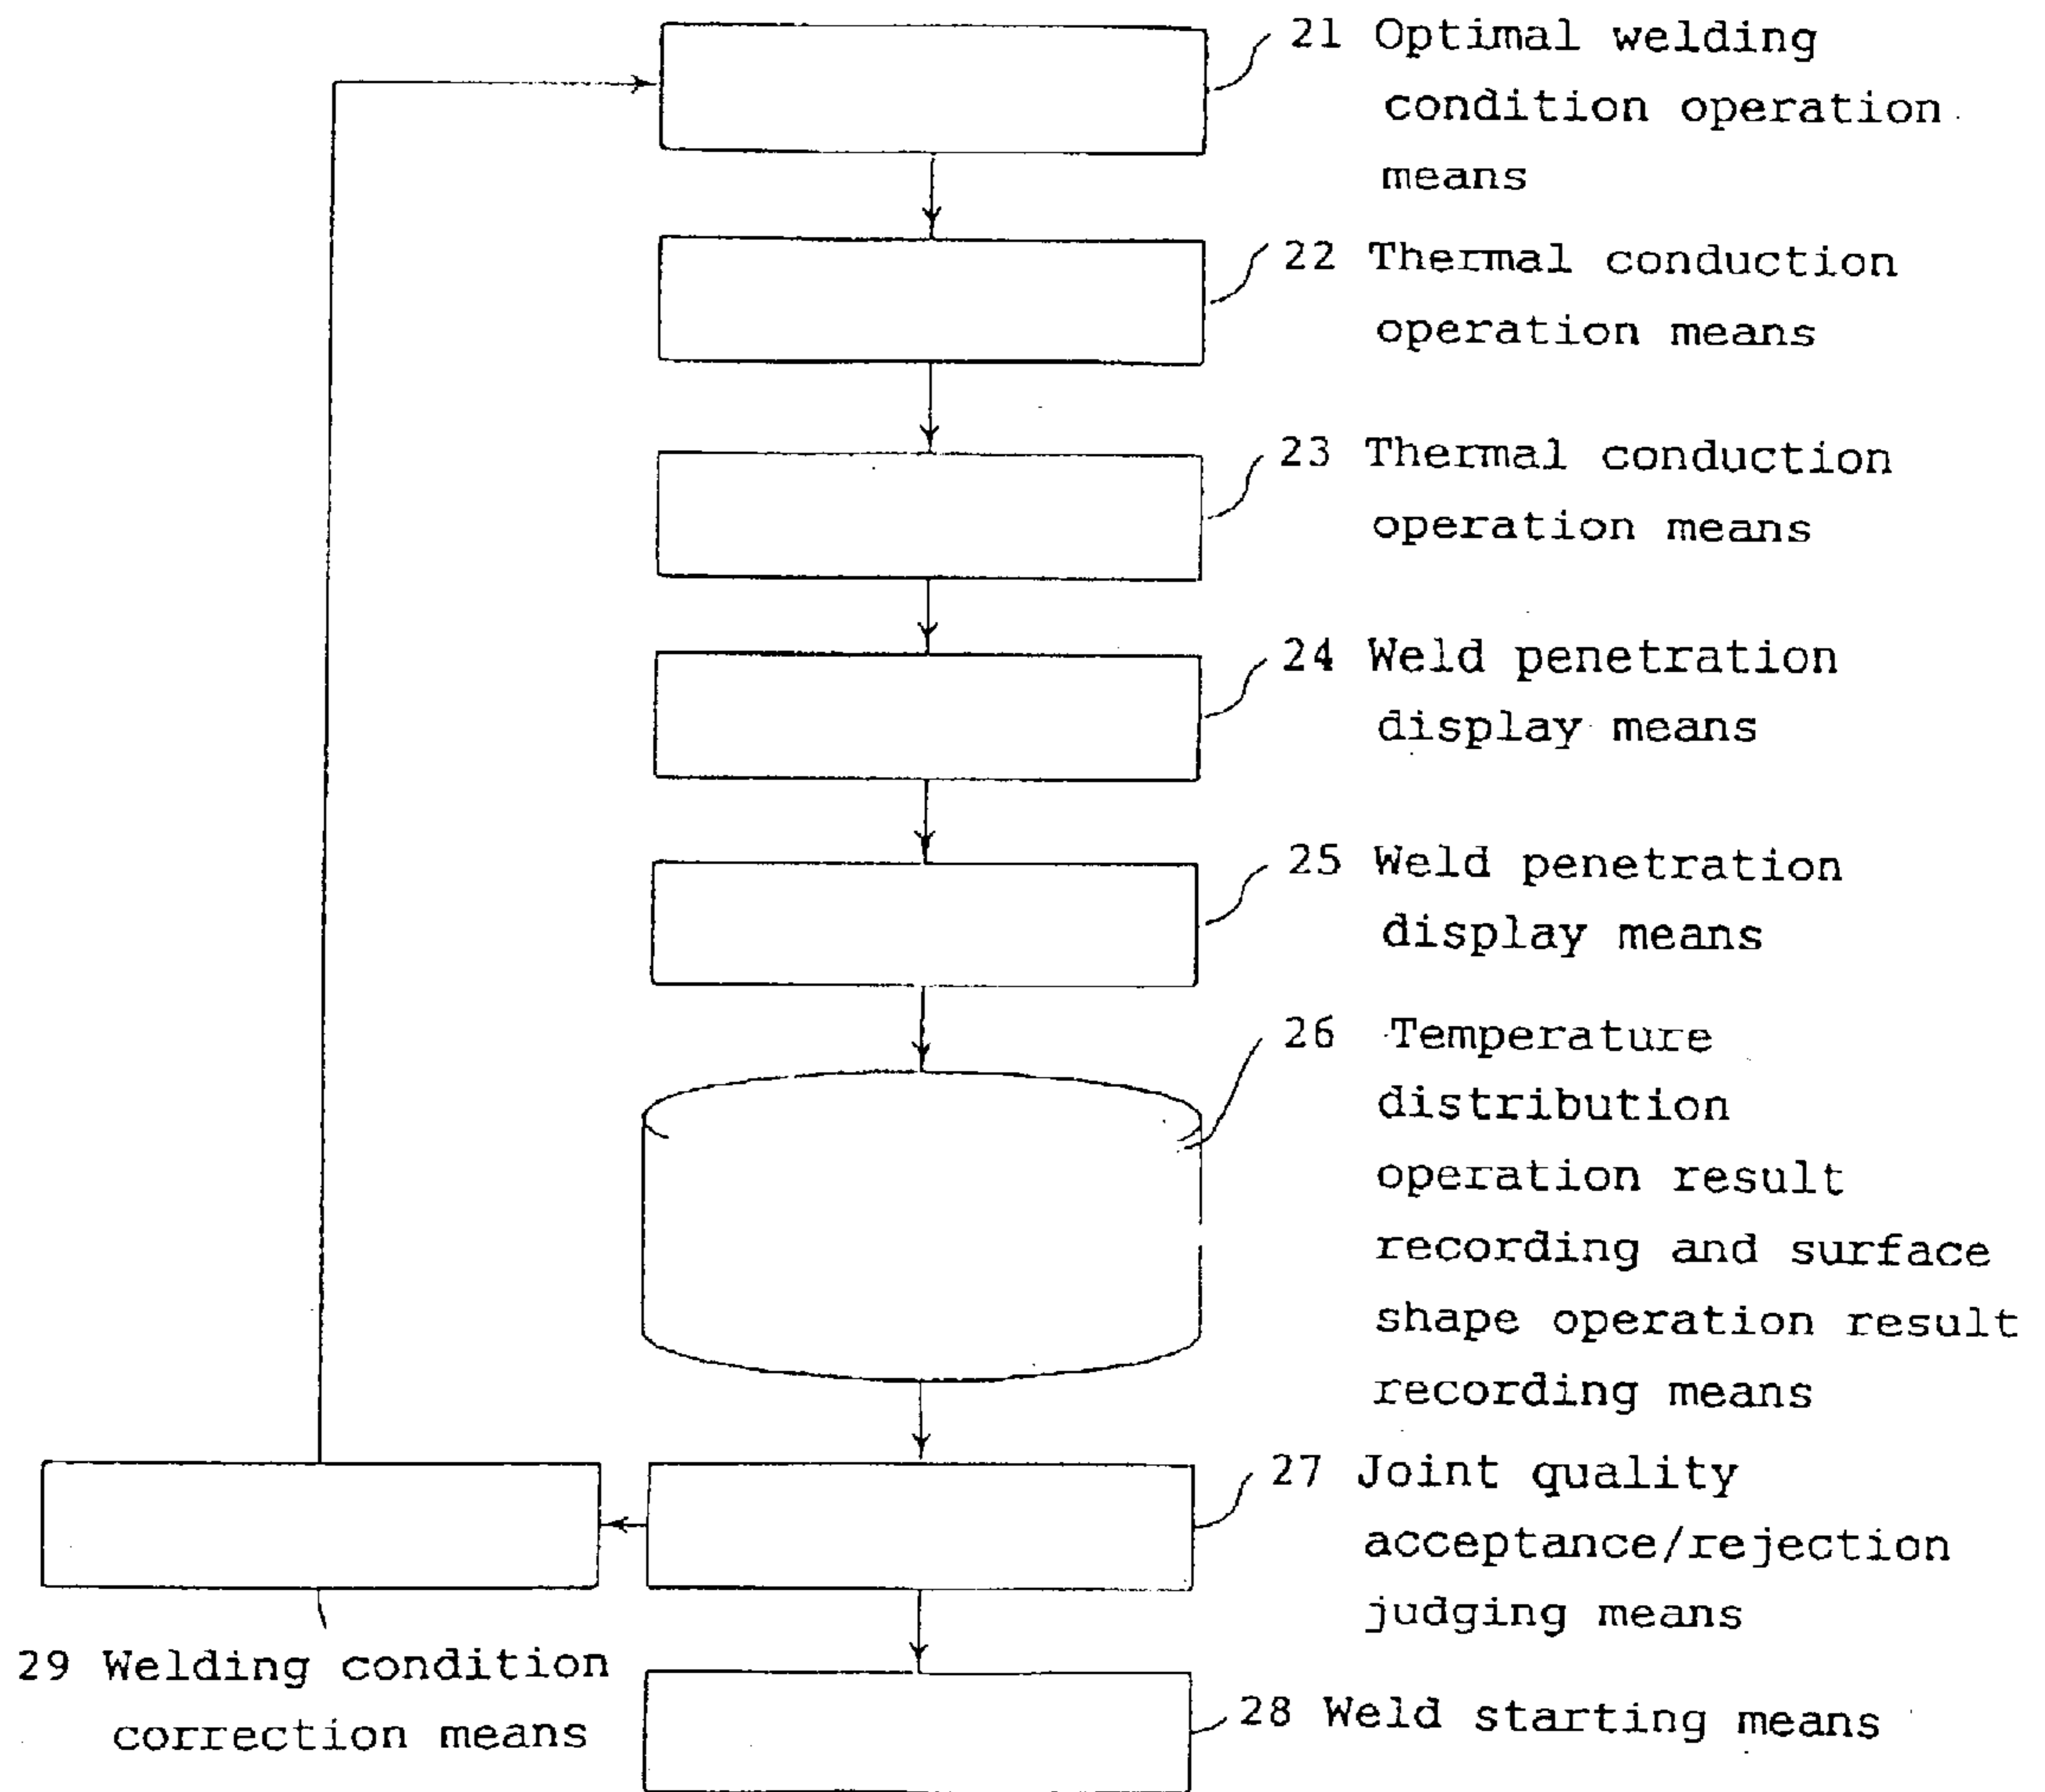 21 Optimal welding
condition operation
means
22 Thermal conduction
operation means
23 Thermal conduction
operation means
24 Weld penetration
display means
25 Weld penetration
display means
26 Temperature
distribution
operation result
recording and surface
shape operation result
recording means
27 Joint quality
acceptance/rejection
judging means
29 Welding condition
correction means
28 Weld starting means